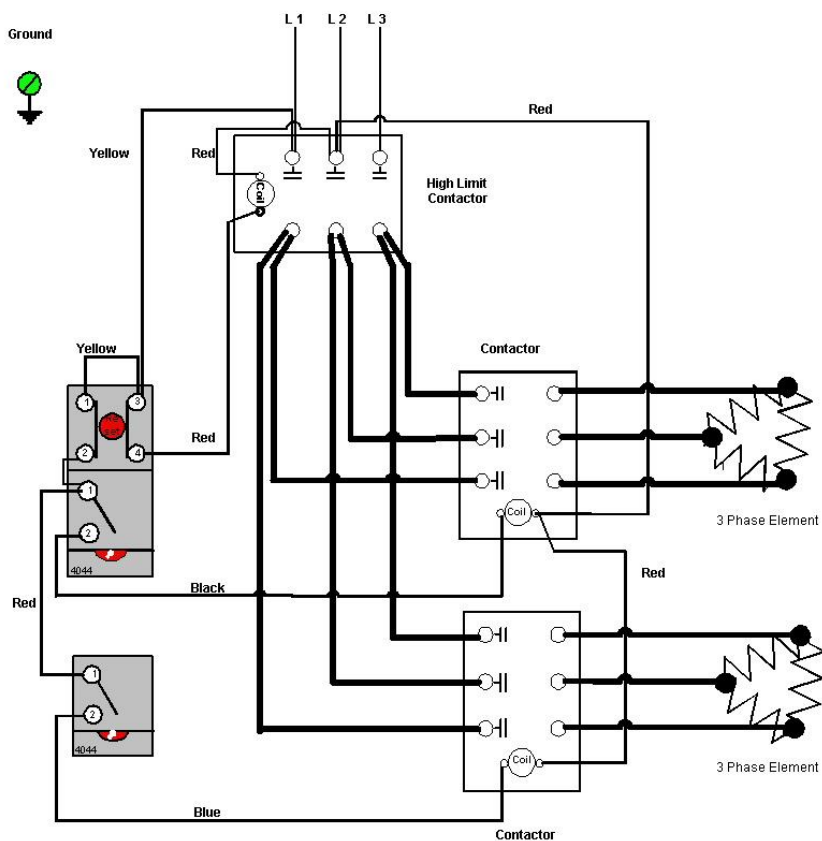 L 1
L 2
L 3
Ground
Red
Yellow
Red
Coil
High Limit
Contactor
Yellow
Contactor
1
3
Red
2
4
1
Coil
3 Phase Element
2
4044
Black
Red
Red
1
2
4044
Coil
3 Phase Element
Blue
Contactor